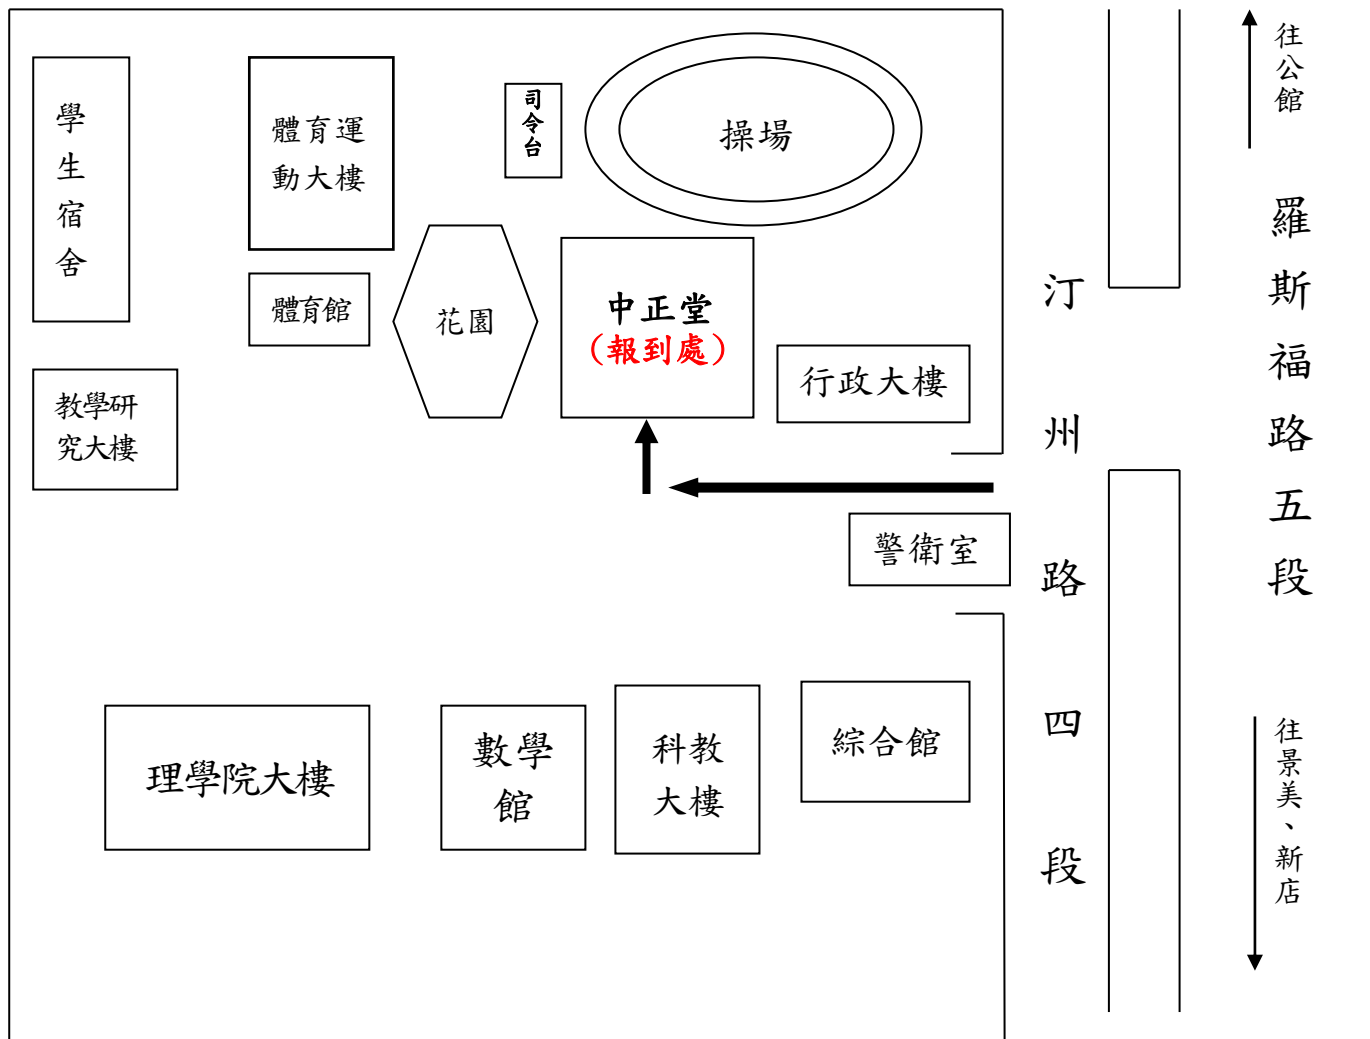 學生宿舍
體育運
動大樓
司令台
操場
往公館
體育館
花園
中正堂
（報到處）
行政大樓
教學研
究大樓
警衛室
汀州路四段
羅斯福路五段
理學院大樓
數學
館
科教
大樓
綜合館
往景美、新店